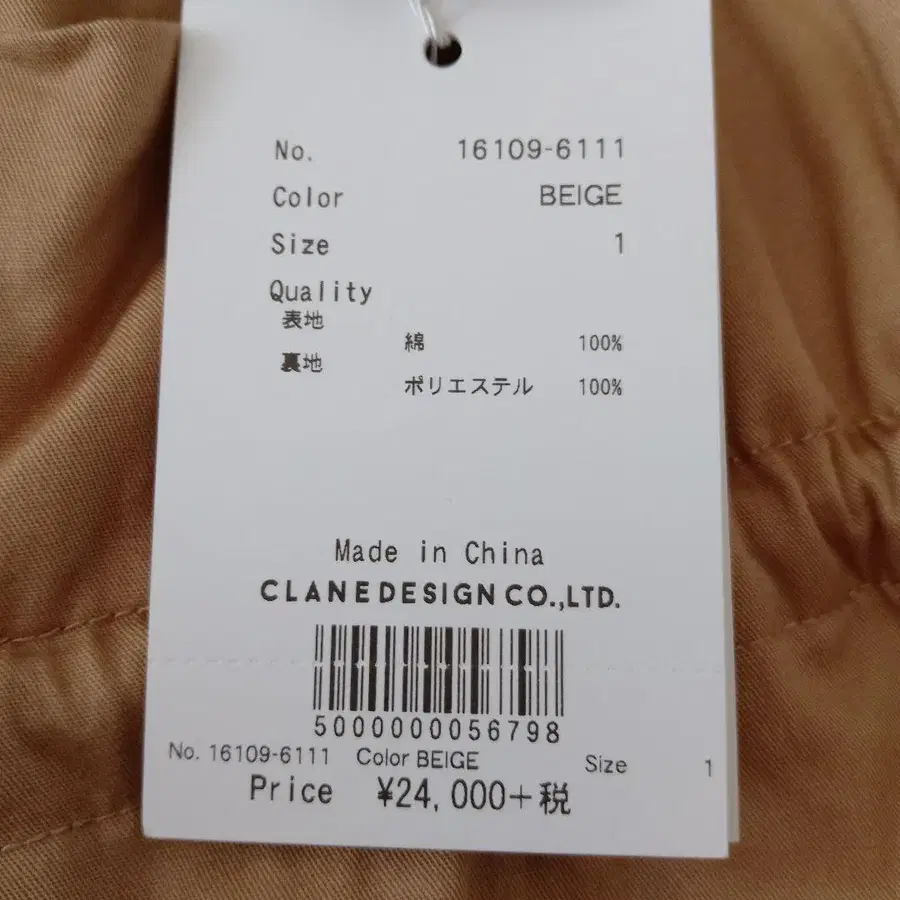 No. 16109-6111
Color BEIGE
Size 1
Quality
表地
綿 100%
裏地
ポリエステル 100%
Made in China
CLANE DESIGN CO.,LTD.
5000000056798
No. 16109-6111 Color BEIGE Size 1
Price ¥24,000+税